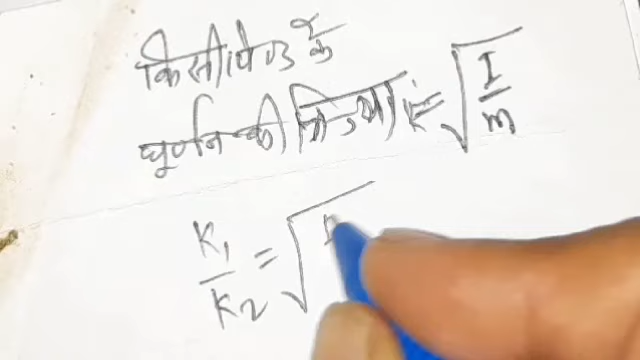 किसी पिण्ड के
घूर्णन की त्रिज्या K = √(I/m)
K₁/K₂ = √